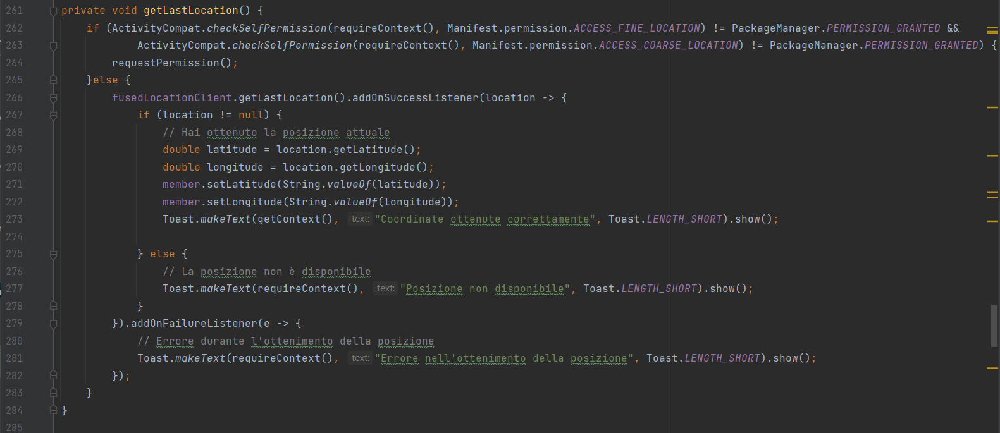 261 private void getLastLocation() {
262 if (ActivityCompat.checkSelfPermission(requireContext(), Manifest.permission.ACCESS_FINE_LOCATION) != PackageManager.PERMISSION_GRANTED &&
263 ActivityCompat.checkSelfPermission(requireContext(), Manifest.permission.ACCESS_COARSE_LOCATION) != PackageManager.PERMISSION_GRANTED) {
264 requestPermission();
265 }else {
266 fusedLocationClient.getLastLocation().addOnSuccessListener(location -> {
267 if (location != null) {
268 // Hai ottenuto la posizione attuale
269 double latitude = location.getLatitude();
270 double longitude = location.getLongitude();
271 member.setLatitude(String.valueOf(latitude));
272 member.setLongitude(String.valueOf(longitude));
273 Toast.makeText(getContext(), text: "Coordinate ottenute correttamente", Toast.LENGTH_SHORT).show();
274
275 } else {
276 // La posizione non è disponibile
277 Toast.makeText(requireContext(), text: "Posizione non disponibile", Toast.LENGTH_SHORT).show();
278 }
279 }).addOnFailureListener(e -> {
280 // Errore durante l'ottenimento della posizione
281 Toast.makeText(requireContext(), text: "Errore nell'ottenimento della posizione", Toast.LENGTH_SHORT).show();
282 });
283 }
284 }
285